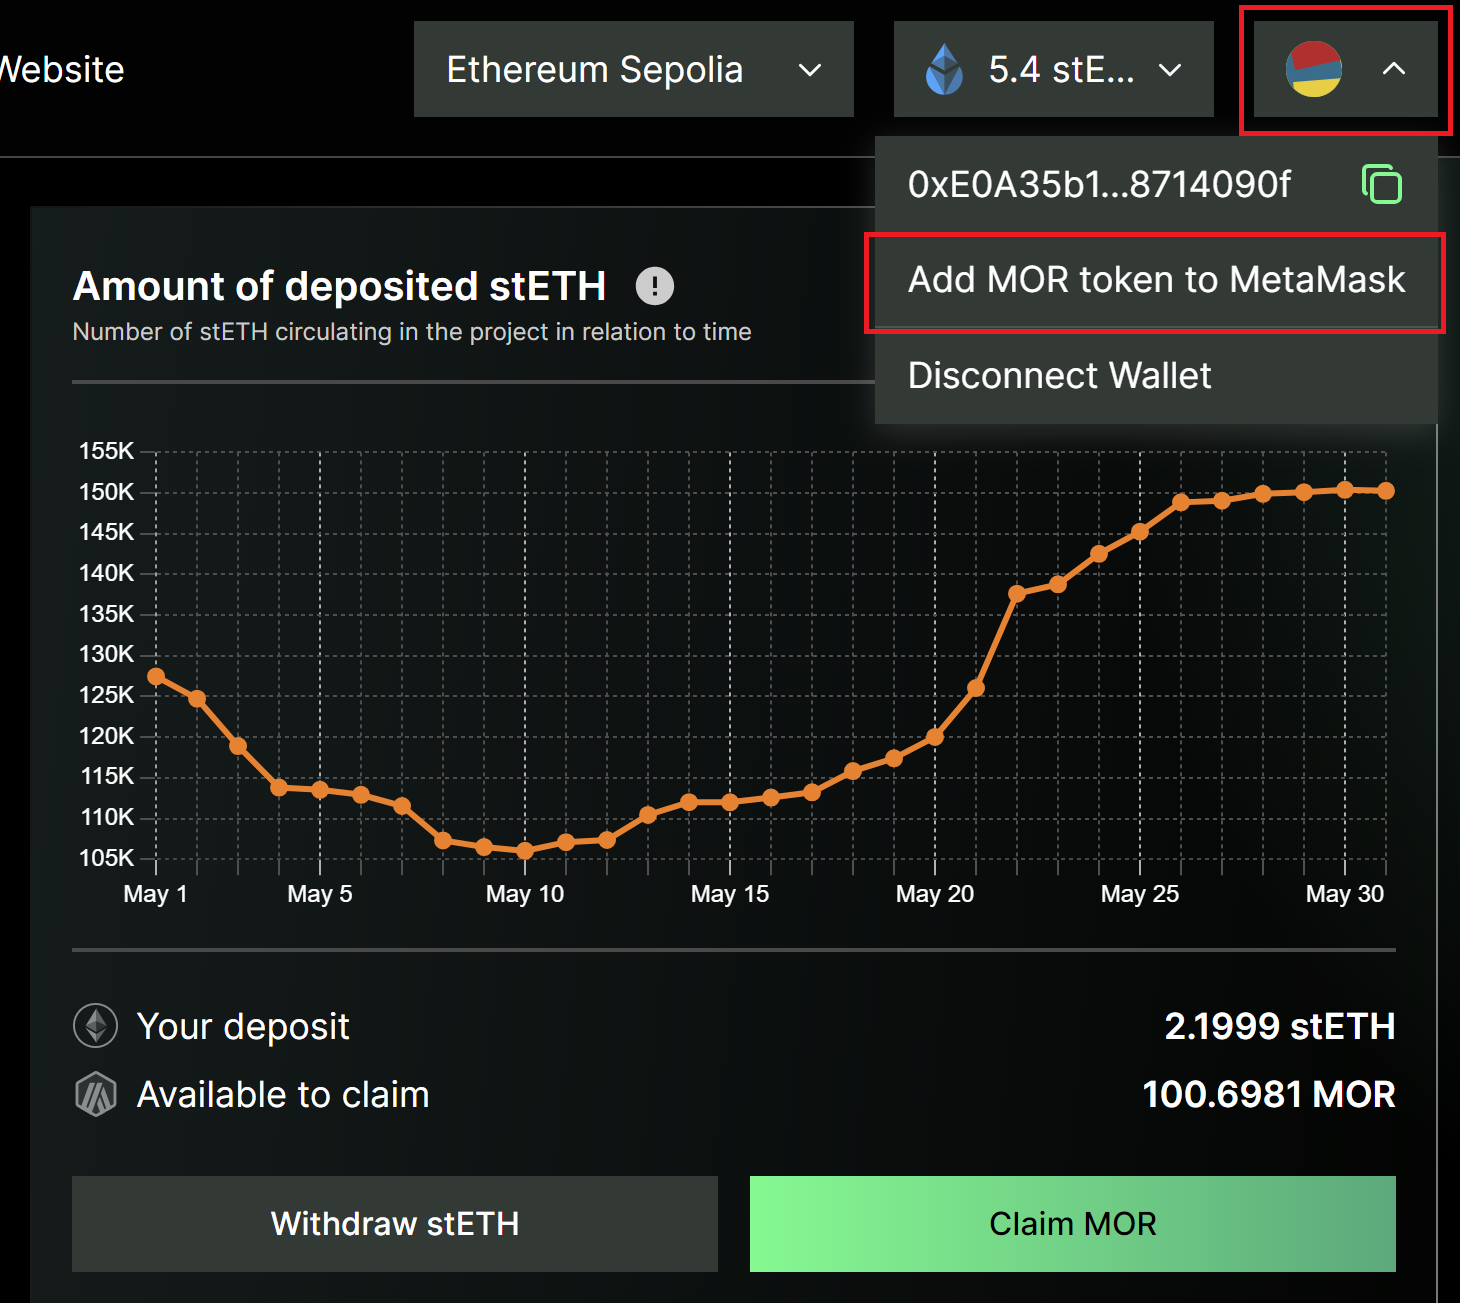 Website
Ethereum Sepolia
5.4 stE...
0xE0A35b1...8714090f
Add MOR token to MetaMask
Disconnect Wallet
Amount of deposited stETH
Number of stETH circulating in the project in relation to time
155K
150K
145K
140K
135K
130K
125K
120K
115K
110K
105K
May 1 May 5 May 10 May 15 May 20 May 25 May 30
Your deposit 2.1999 stETH
Available to claim 100.6981 MOR
Withdraw stETH Claim MOR